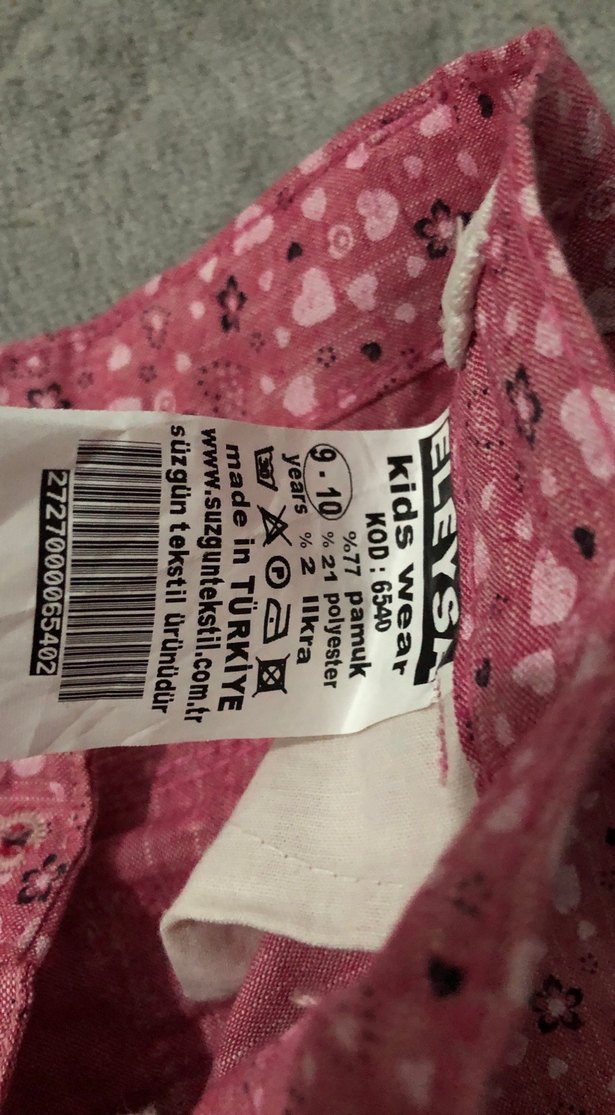 ELEYSA
kids wear
KOD : 6540
%77 pamuk
%21 polyester
%2 likra
9 - 10
years
made in TÜRKİYE
www.suzguntekstil.com.tr
süzgün tekstil ürünüdür
2727000065402